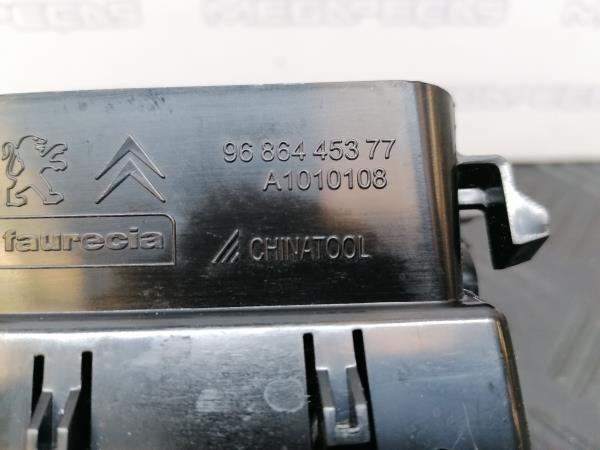 96 864 453 77
A1010108
faurecia
CHINATOOL